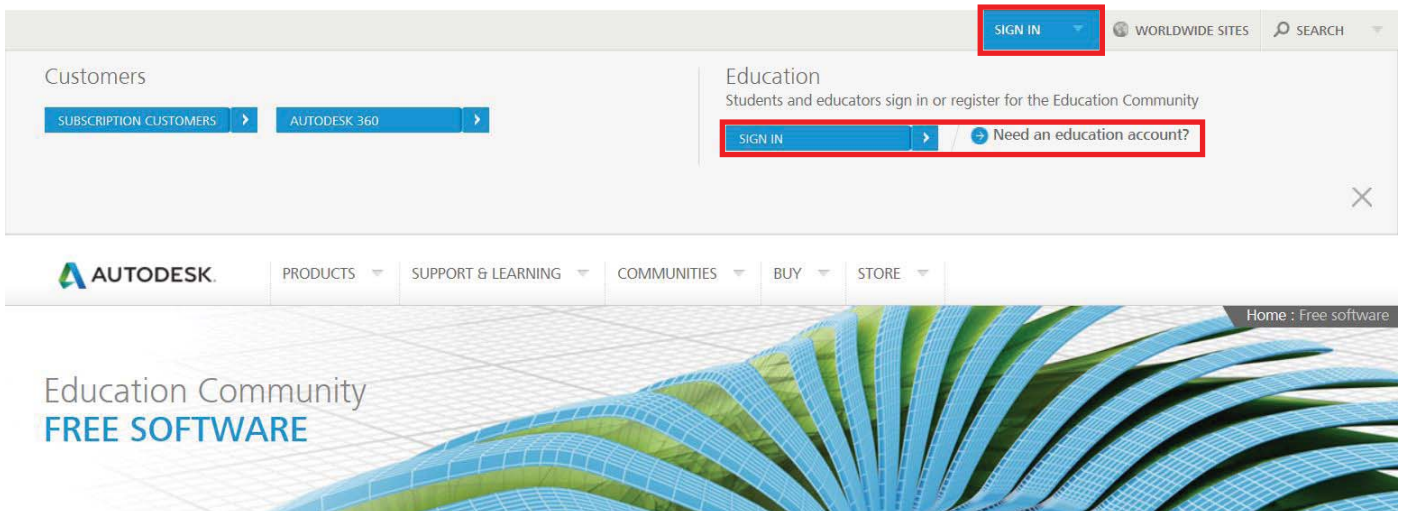 SIGN IN WORLDWIDE SITES SEARCH
Customers
SUBSCRIPTION CUSTOMERS AUTODESK 360
Education
Students and educators sign in or register for the Education Community
SIGN IN Need an education account?
AUTODESK. PRODUCTS SUPPORT & LEARNING COMMUNITIES BUY STORE
Home : Free software
Education Community
FREE SOFTWARE